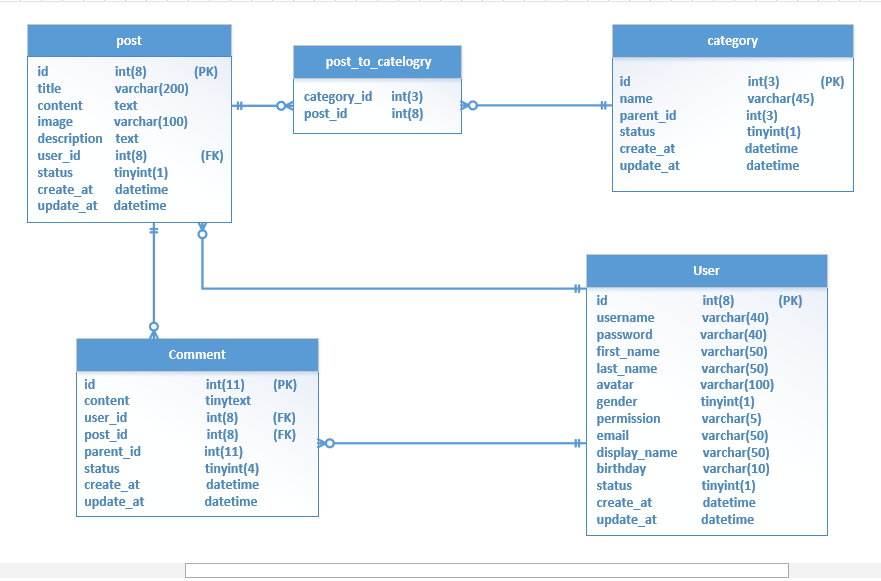 post
id int(8) (PK)
title varchar(200)
content text
image varchar(100)
description text
user_id int(8) (FK)
status tinyint(1)
create_at datetime
update_at datetime
post_to_catelogry
category_id int(3)
post_id int(8)
category
id int(3) (PK)
name varchar(45)
parent_id int(3)
status tinyint(1)
create_at datetime
update_at datetime
Comment
id int(11) (PK)
content tinytext
user_id int(8) (FK)
post_id int(8) (FK)
parent_id int(11)
status tinyint(4)
create_at datetime
update_at datetime
User
id int(8) (PK)
username varchar(40)
password varchar(40)
first_name varchar(50)
last_name varchar(50)
avatar varchar(100)
gender tinyint(1)
permission varchar(5)
email varchar(50)
display_name varchar(50)
birthday varchar(10)
status tinyint(1)
create_at datetime
update_at datetime